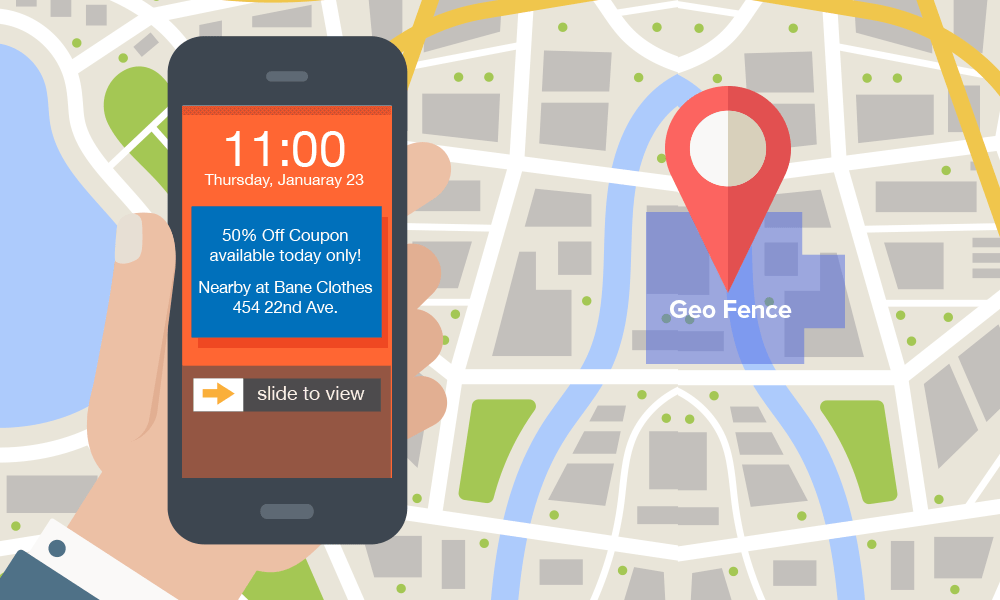 11:00
Thursday, Januaray 23
50% Off Coupon
available today only!
Nearby at Bane Clothes
454 22nd Ave.
slide to view
Geo Fence